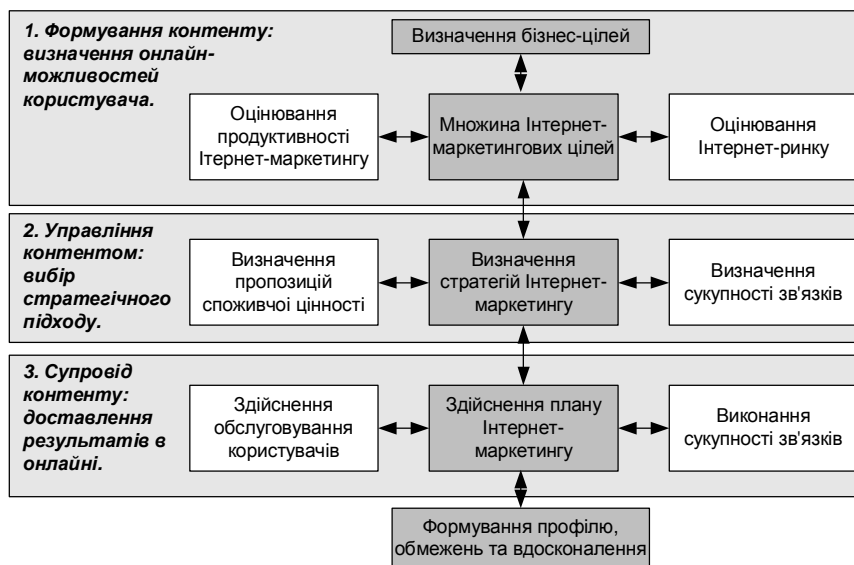 1. Формування контенту:
визначення онлайн-
можливостей
користувача.
Визначення бізнес-цілей
Оцінювання
продуктивності
Ітернет-маркетингу
Множина Інтернет-
маркетингових цілей
Оцінювання
Інтернет-ринку
2. Управління
контентом:
вибір
стратегічного
підходу.
Визначення
пропозицій
споживчої цінності
Визначення
стратегій Інтернет-
маркетингу
Визначення
сукупності зв'язків
3. Супровід
контенту:
доставлення
результатів в
онлайні.
Здійснення
обслуговування
користувачів
Здійснення плану
Інтернет-
маркетингу
Виконання
сукупності зв'язків
Формування профілю,
обмежень та вдосконалення